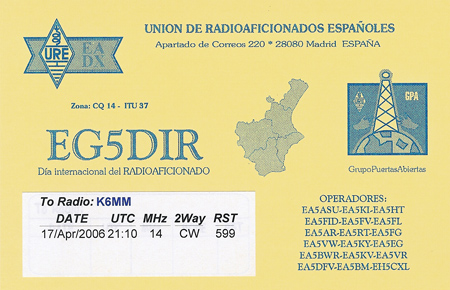 UNION DE RADIOAFICIONADOS ESPAÑOLES
Apartado de Correos 220 * 28080 Madrid ESPAÑA
URE
EA
DX
Zona: CQ 14 - ITU 37
GPA
EG5DIR
Día internacional del RADIOAFICIONADO
GrupoPuertasAbiertas
To Radio: K6MM
DATE UTC MHz 2Way RST
17/Apr/2006 21:10 14 CW 599
OPERADORES:
EA5ASU-EA5KI-EA5HT
EA5FID-EA5FV-EA5FL
EA5AR-EA5RT-EA5FG
EA5VW-EA5KY-EA5EG
EA5BWR-EA5KV-EA5VR
EA5DFV-EA5BM-EH5CXL